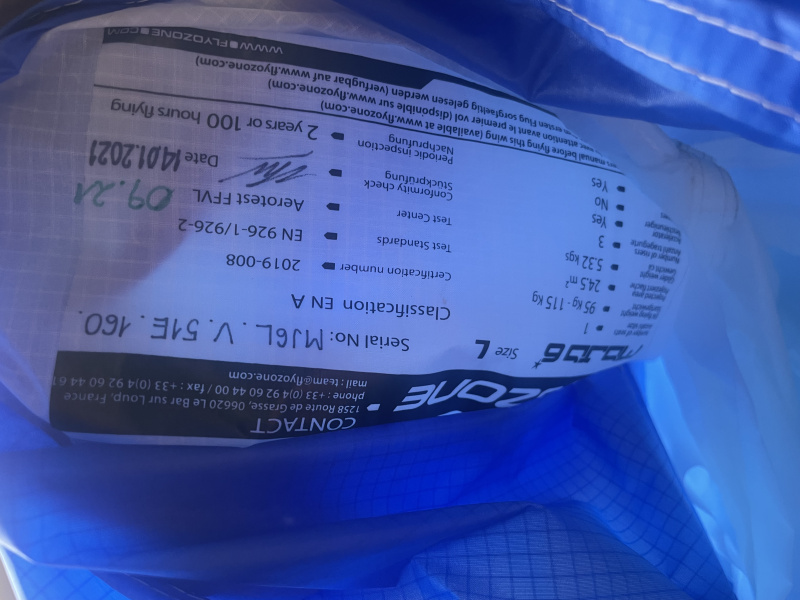 OZONE
CONTACT
1258 Route de Grasse, 06620 Le Bar sur Loup, France
phone : +33 (0)4 92 60 44 00 / fax : +33 (0)4 92 60 44 61
mail : team@flyozone.com
Size L
Serial No: MJ6L.V.51E.160.
Classification EN A
1
95 Kg - 115 Kg
24.5 m²
5.32 kgs
3
Yes
No
Yes
Certification number 2019-008
Test Standards EN 926-1/926-2
Test Center Aerotest FFVL 09.21
Conformity check
Stückprüfung Date 14.01.2021
Periodic inspection
Nachprüfung 2 years or 100 hours flying
manual before flying this wing (available at www.flyozone.com)
attention avant le premier vol (disponible sur www.flyozone.com)
ersten Flug sorgfaeltig gelesen werden (verfugbar auf www.flyozone.com)
WWW.FLYOZONE.COM